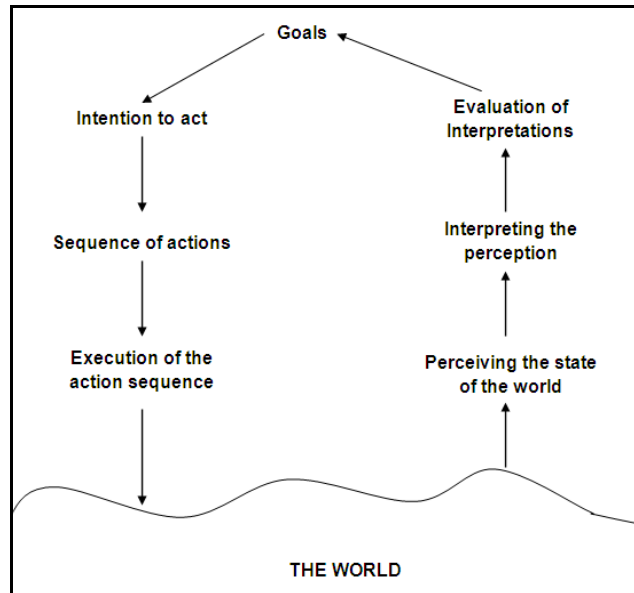 Goals
Intention to act
Sequence of actions
Execution of the
action sequence
Evaluation of
Interpretations
Interpreting the
perception
Perceiving the state
of the world
THE WORLD